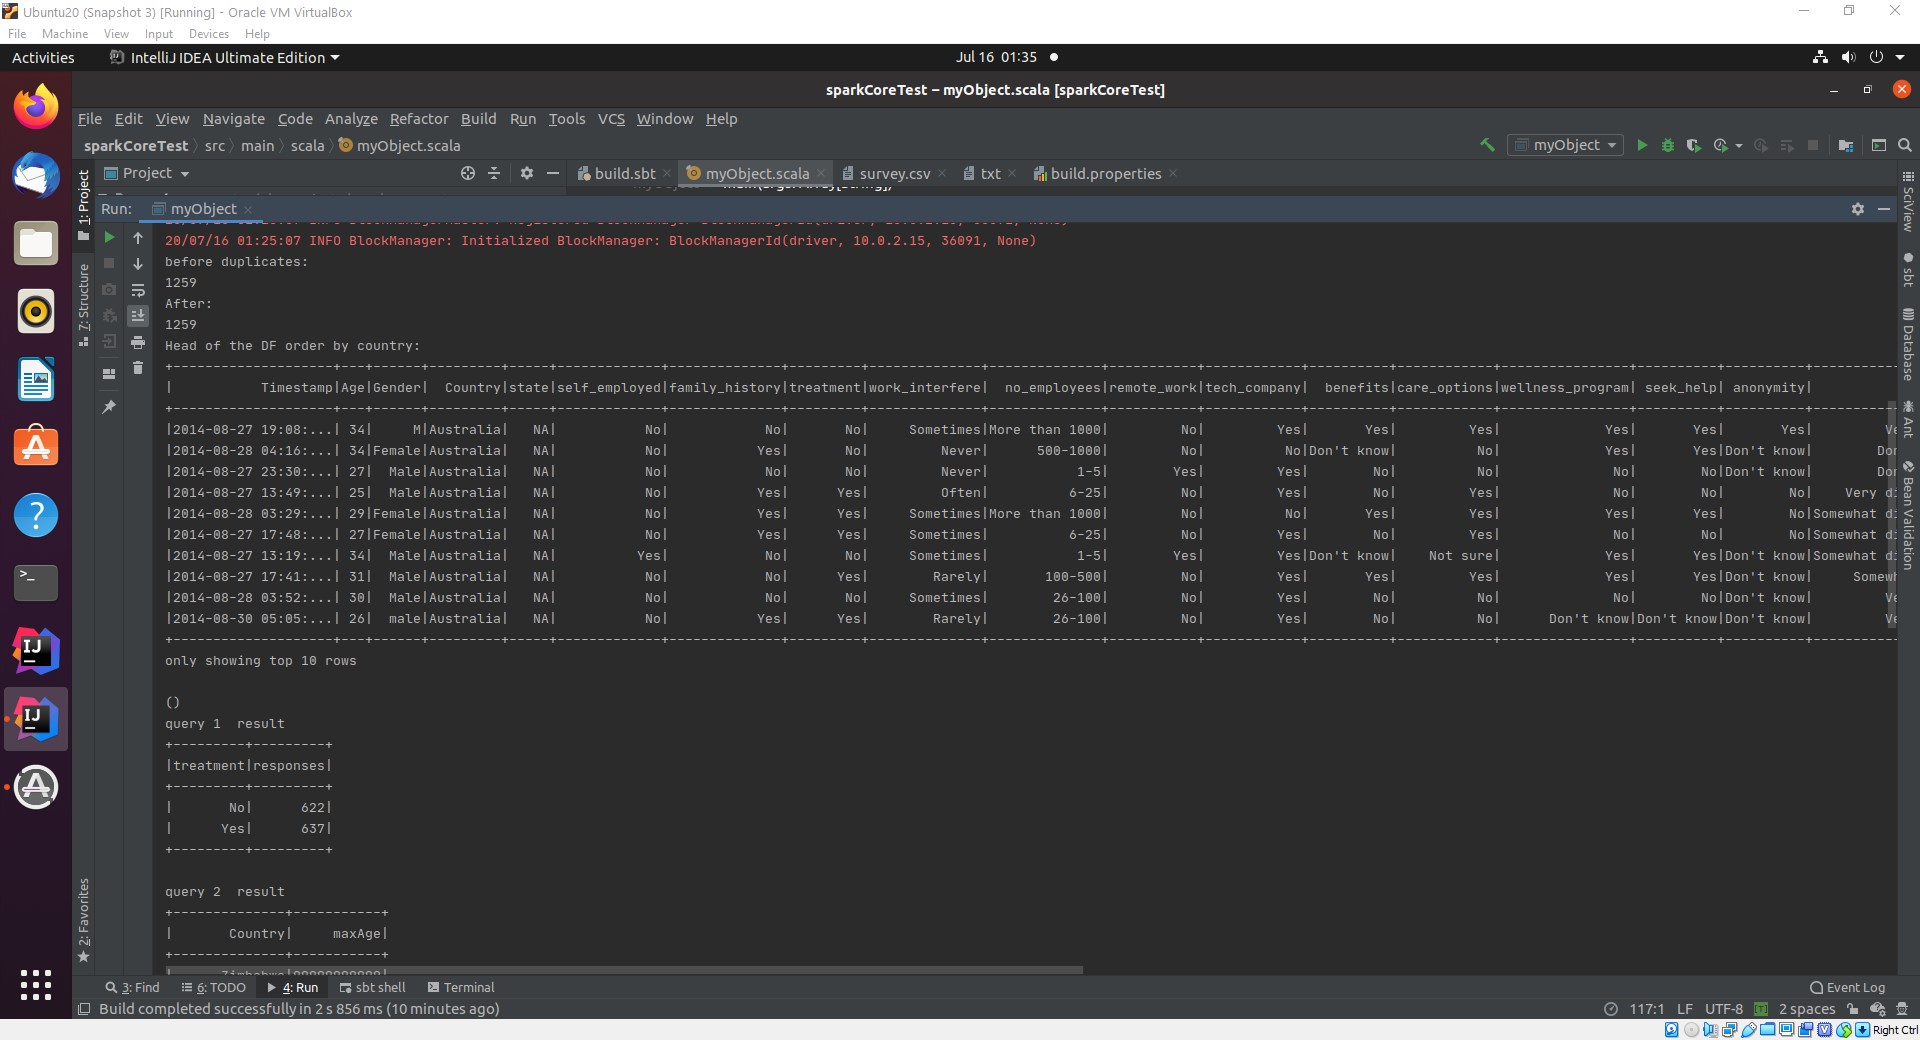 Ubuntu20 (Snapshot 3) [Running] - Oracle VM VirtualBox
File Machine View Input Devices Help
Activities IntelliJ IDEA Ultimate Edition Jul 16 01:35
sparkCoreTest – myObject.scala [sparkCoreTest]
File Edit View Navigate Code Analyze Refactor Build Run Tools VCS Window Help
sparkCoreTest src main scala myObject.scala myObject
1: Project
7: Structure
2: Favorites
Project build.sbt myObject.scala survey.csv txt build.properties
Run: myObject
20/07/16 01:25:07 INFO BlockManager: Initialized BlockManager: BlockManagerId(driver, 10.0.2.15, 36091, None)
before duplicates:
1259
After:
1259
Head of the DF order by country:
| Timestamp|Age|Gender| Country|state|self_employed|family_history|treatment|work_interfere| no_employees|remote_work|tech_company| benefits|care_options|wellness_program| seek_help| anonymity|
|2014-08-27 19:08:...| 34| M|Australia| NA| No| No| No| Sometimes|More than 1000| No| Yes| Yes| Yes| Yes| Yes| Yes|
|2014-08-28 04:16:...| 34|Female|Australia| NA| No| Yes| No| Never| 500-1000| No| No|Don't know| No| Yes| Yes|Don't know|
|2014-08-27 23:30:...| 27| Male|Australia| NA| No| No| No| Never| 1-5| Yes| Yes| No| No| No| No|Don't know|
|2014-08-27 13:49:...| 25| Male|Australia| NA| No| Yes| Yes| Often| 6-25| No| Yes| No| Yes| No| No| No| Very
|2014-08-28 03:29:...| 29|Female|Australia| NA| No| Yes| Yes| Sometimes|More than 1000| No| No| Yes| Yes| Yes| Yes| No|Somewhat
|2014-08-27 17:48:...| 27|Female|Australia| NA| No| Yes| Yes| Sometimes| 6-25| No| Yes| No| Yes| No| No| No|Somewhat
|2014-08-27 13:19:...| 34| Male|Australia| NA| Yes| No| No| Sometimes| 1-5| Yes| Yes|Don't know| Not sure| Yes| Yes|Don't know|Somewhat
|2014-08-27 17:41:...| 31| Male|Australia| NA| No| No| Yes| Rarely| 100-500| No| Yes| Yes| Yes| Yes| Yes|Don't know|
|2014-08-28 03:52:...| 30| Male|Australia| NA| No| No| No| Sometimes| 26-100| No| Yes| No| No| No| No|Don't know|
|2014-08-30 05:05:...| 26| male|Australia| NA| No| Yes| Yes| Rarely| 26-100| No| Yes| No| No| Don't know|Don't know|Don't know|
only showing top 10 rows
()
query 1 result
+---------+---------+
|treatment|responses|
+---------+---------+
| No| 622|
| Yes| 637|
+---------+---------+
query 2 result
+--------------+-----------+
| Country| maxAge|
+--------------+-----------+
SciView
sbt
Database
Ant
Bean Validation
3: Find 6: TODO 4: Run sbt shell Terminal Event Log
Build completed successfully in 2 s 856 ms (10 minutes ago) 117:1 LF UTF-8 2 spaces
Right Ctrl